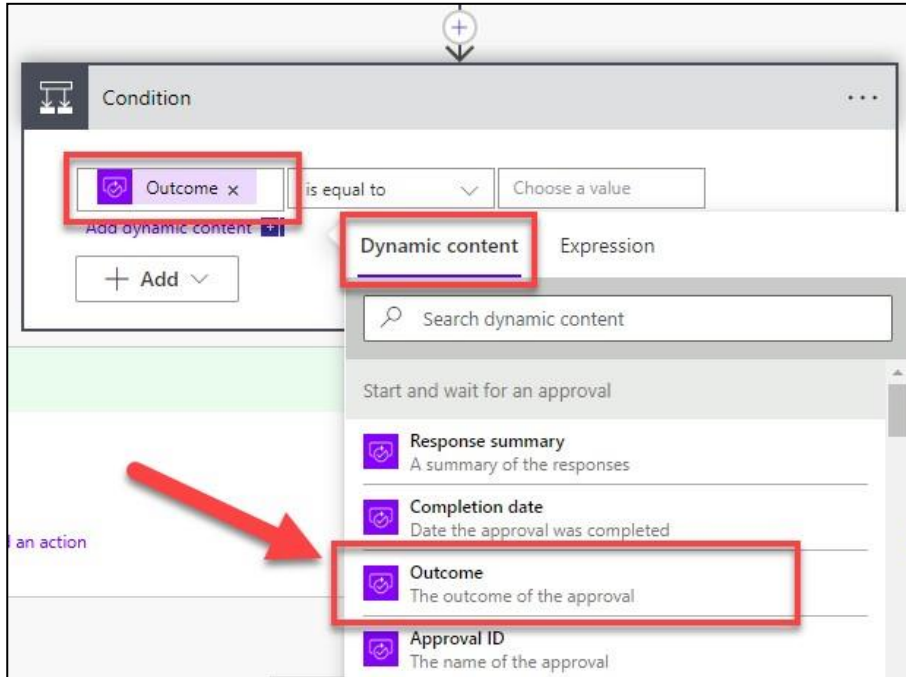 Condition
Outcome ×
is equal to
Choose a value
Add dynamic content
Dynamic content
Expression
Add
Search dynamic content
Start and wait for an approval
Response summary
A summary of the responses
Completion date
Date the approval was completed
an action
Outcome
The outcome of the approval
Approval ID
The name of the approval